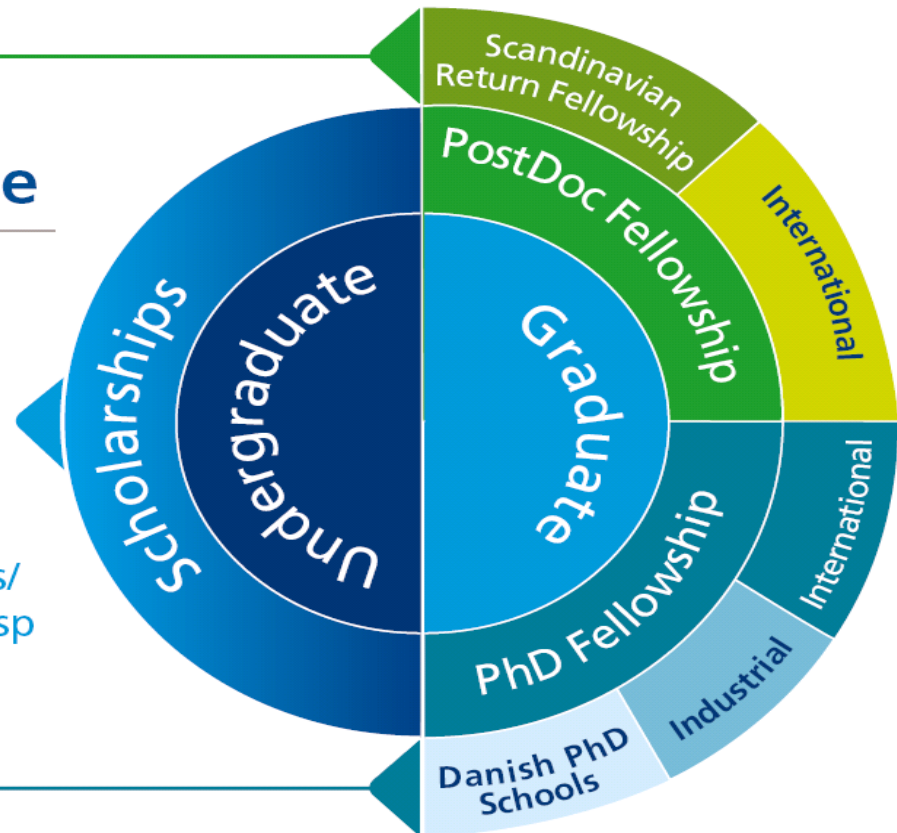 Scandinavian
Return Fellowship
PostDoc Fellowship
International
e
Undergraduate
Scholarships
Graduate
s/
sp
International
PhD Fellowship
Industrial
Danish PhD
Schools